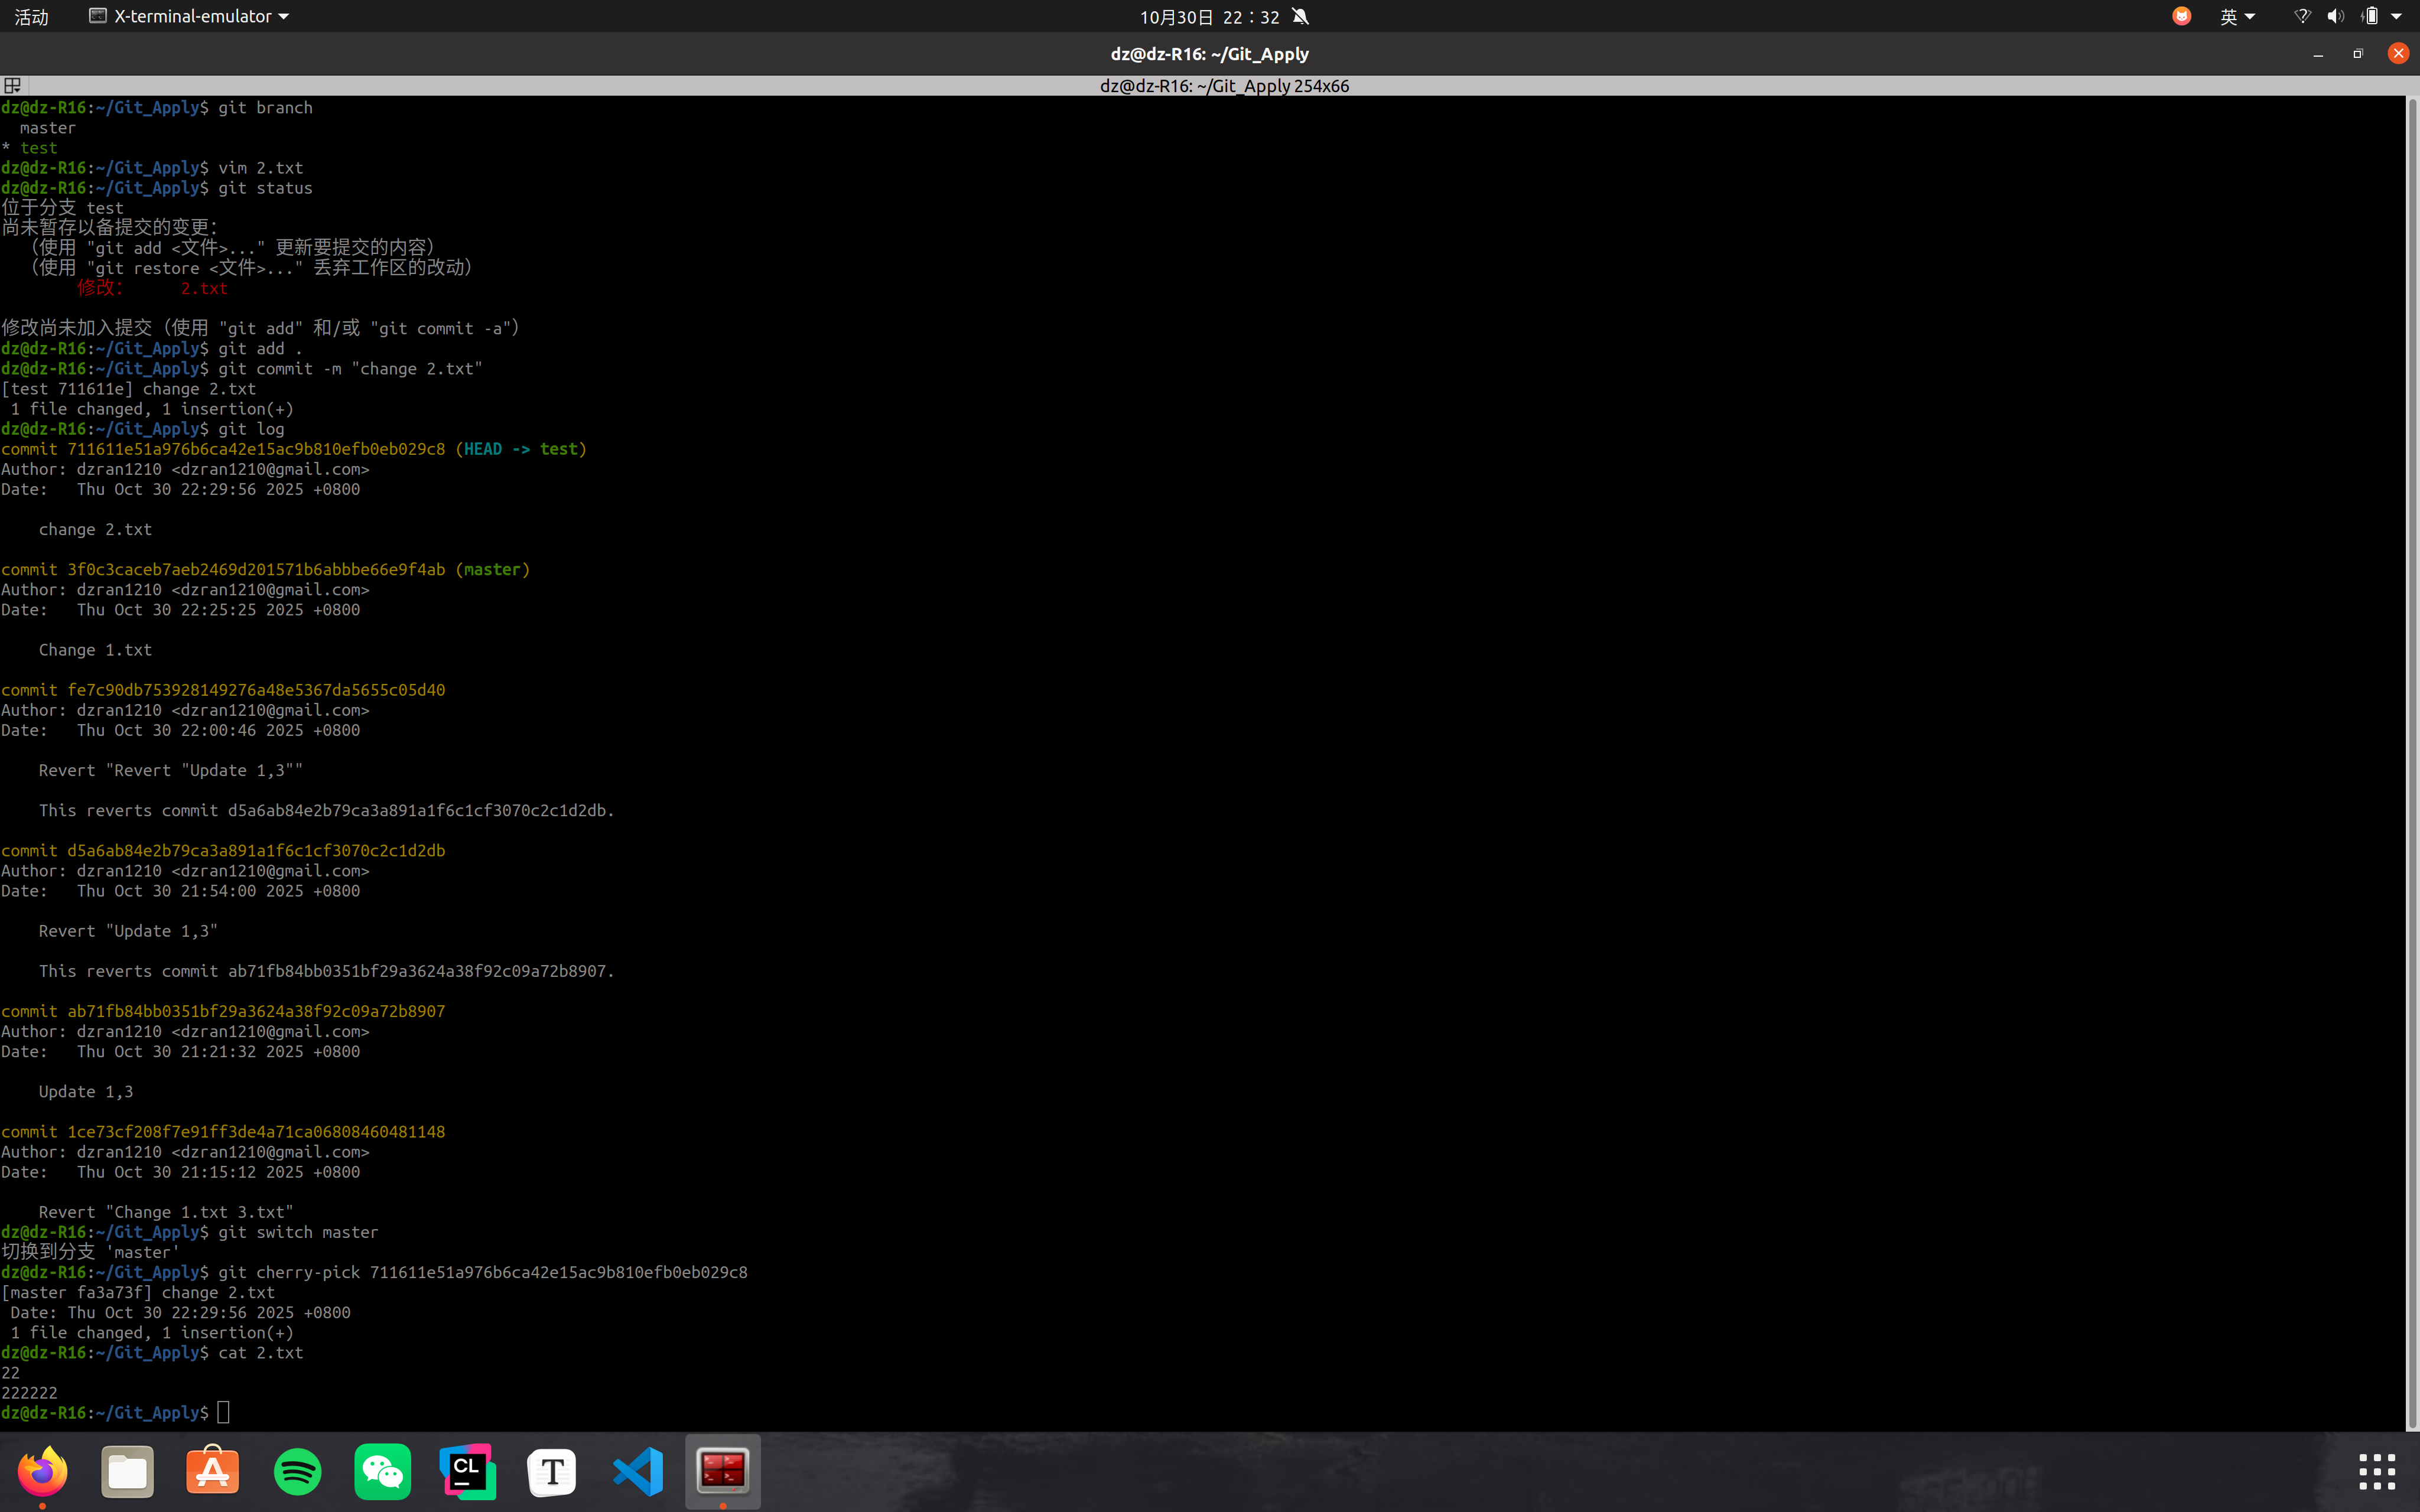 活动 X-terminal-emulator 10月30日 22：32 英
dz@dz-R16: ~/Git_Apply
dz@dz-R16: ~/Git_Apply 254x66
dz@dz-R16:~/Git_Apply$ git branch
  master
* test
dz@dz-R16:~/Git_Apply$ vim 2.txt
dz@dz-R16:~/Git_Apply$ git status
位于分支 test
尚未暂存以备提交的变更：
  （使用 "git add <文件>..." 更新要提交的内容）
  （使用 "git restore <文件>..." 丢弃工作区的改动）
        修改：     2.txt
修改尚未加入提交（使用 "git add" 和/或 "git commit -a"）
dz@dz-R16:~/Git_Apply$ git add .
dz@dz-R16:~/Git_Apply$ git commit -m "change 2.txt"
[test 711611e] change 2.txt
 1 file changed, 1 insertion(+)
dz@dz-R16:~/Git_Apply$ git log
commit 711611e51a976b6ca42e15ac9b810efb0eb029c8 (HEAD -> test)
Author: dzran1210 <dzran1210@gmail.com>
Date:   Thu Oct 30 22:29:56 2025 +0800
    change 2.txt
commit 3f0c3caceb7aeb2469d201571b6abbbe66e9f4ab (master)
Author: dzran1210 <dzran1210@gmail.com>
Date:   Thu Oct 30 22:25:25 2025 +0800
    Change 1.txt
commit fe7c90db753928149276a48e5367da5655c05d40
Author: dzran1210 <dzran1210@gmail.com>
Date:   Thu Oct 30 22:00:46 2025 +0800
    Revert "Revert "Update 1,3""
    This reverts commit d5a6ab84e2b79ca3a891a1f6c1cf3070c2c1d2db.
commit d5a6ab84e2b79ca3a891a1f6c1cf3070c2c1d2db
Author: dzran1210 <dzran1210@gmail.com>
Date:   Thu Oct 30 21:54:00 2025 +0800
    Revert "Update 1,3"
    This reverts commit ab71fb84bb0351bf29a3624a38f92c09a72b8907.
commit ab71fb84bb0351bf29a3624a38f92c09a72b8907
Author: dzran1210 <dzran1210@gmail.com>
Date:   Thu Oct 30 21:21:32 2025 +0800
    Update 1,3
commit 1ce73cf208f7e91ff3de4a71ca06808460481148
Author: dzran1210 <dzran1210@gmail.com>
Date:   Thu Oct 30 21:15:12 2025 +0800
    Revert "Change 1.txt 3.txt"
dz@dz-R16:~/Git_Apply$ git switch master
切换到分支 'master'
dz@dz-R16:~/Git_Apply$ git cherry-pick 711611e51a976b6ca42e15ac9b810efb0eb029c8
[master fa3a73f] change 2.txt
 Date: Thu Oct 30 22:29:56 2025 +0800
 1 file changed, 1 insertion(+)
dz@dz-R16:~/Git_Apply$ cat 2.txt
22
222222
dz@dz-R16:~/Git_Apply$
CL
T